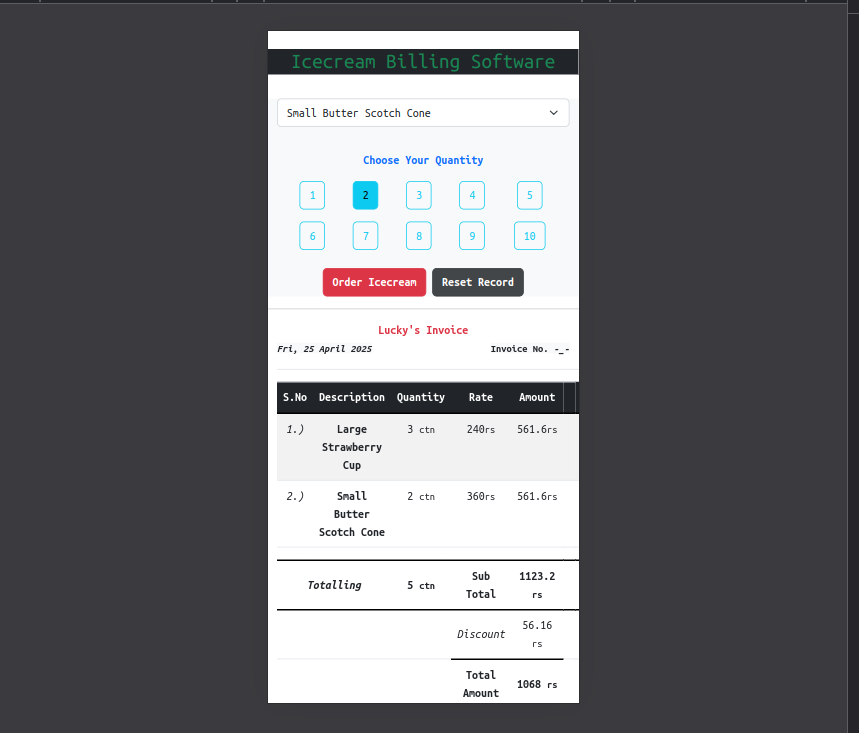 Icecream Billing Software
Small Butter Scotch Cone
Choose Your Quantity
1 2 3 4 5
6 7 8 9 10
Order Icecream Reset Record
Lucky's Invoice
Fri, 25 April 2025 Invoice No. -_-
S.No Description Quantity Rate Amount
1.) Large 3 ctn 240rs 561.6rs
Strawberry
Cup
2.) Small 2 ctn 360rs 561.6rs
Butter
Scotch Cone
Totalling 5 ctn Sub Total 1123.2 rs
Discount 56.16 rs
Total Amount 1068 rs